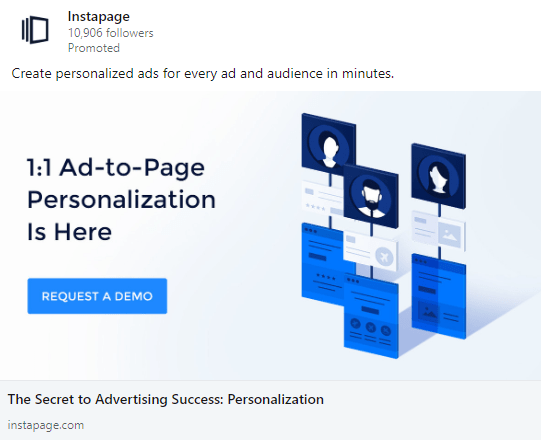 Instapage
10,906 followers
Promoted
Create personalized ads for every ad and audience in minutes.
1:1 Ad-to-Page
Personalization
Is Here
REQUEST A DEMO
The Secret to Advertising Success: Personalization
instapage.com